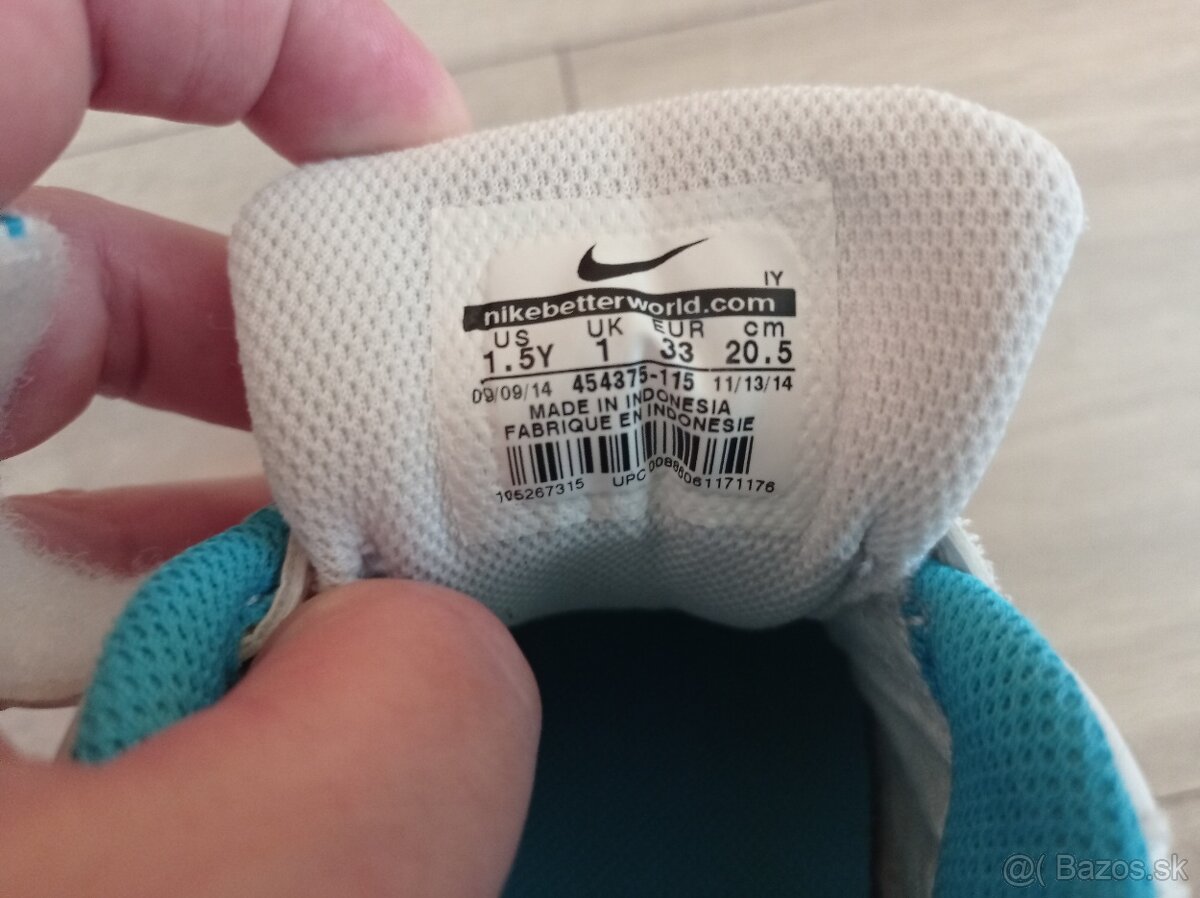 IY
nikebetterworld.com
US UK EUR cm
1.5Y 1 33 20.5
09/09/14 454375-115 11/13/14
MADE IN INDONESIA
FABRIQUE EN INDONESIE
105267315 UPC 00886061171176
@( Bazos.sk